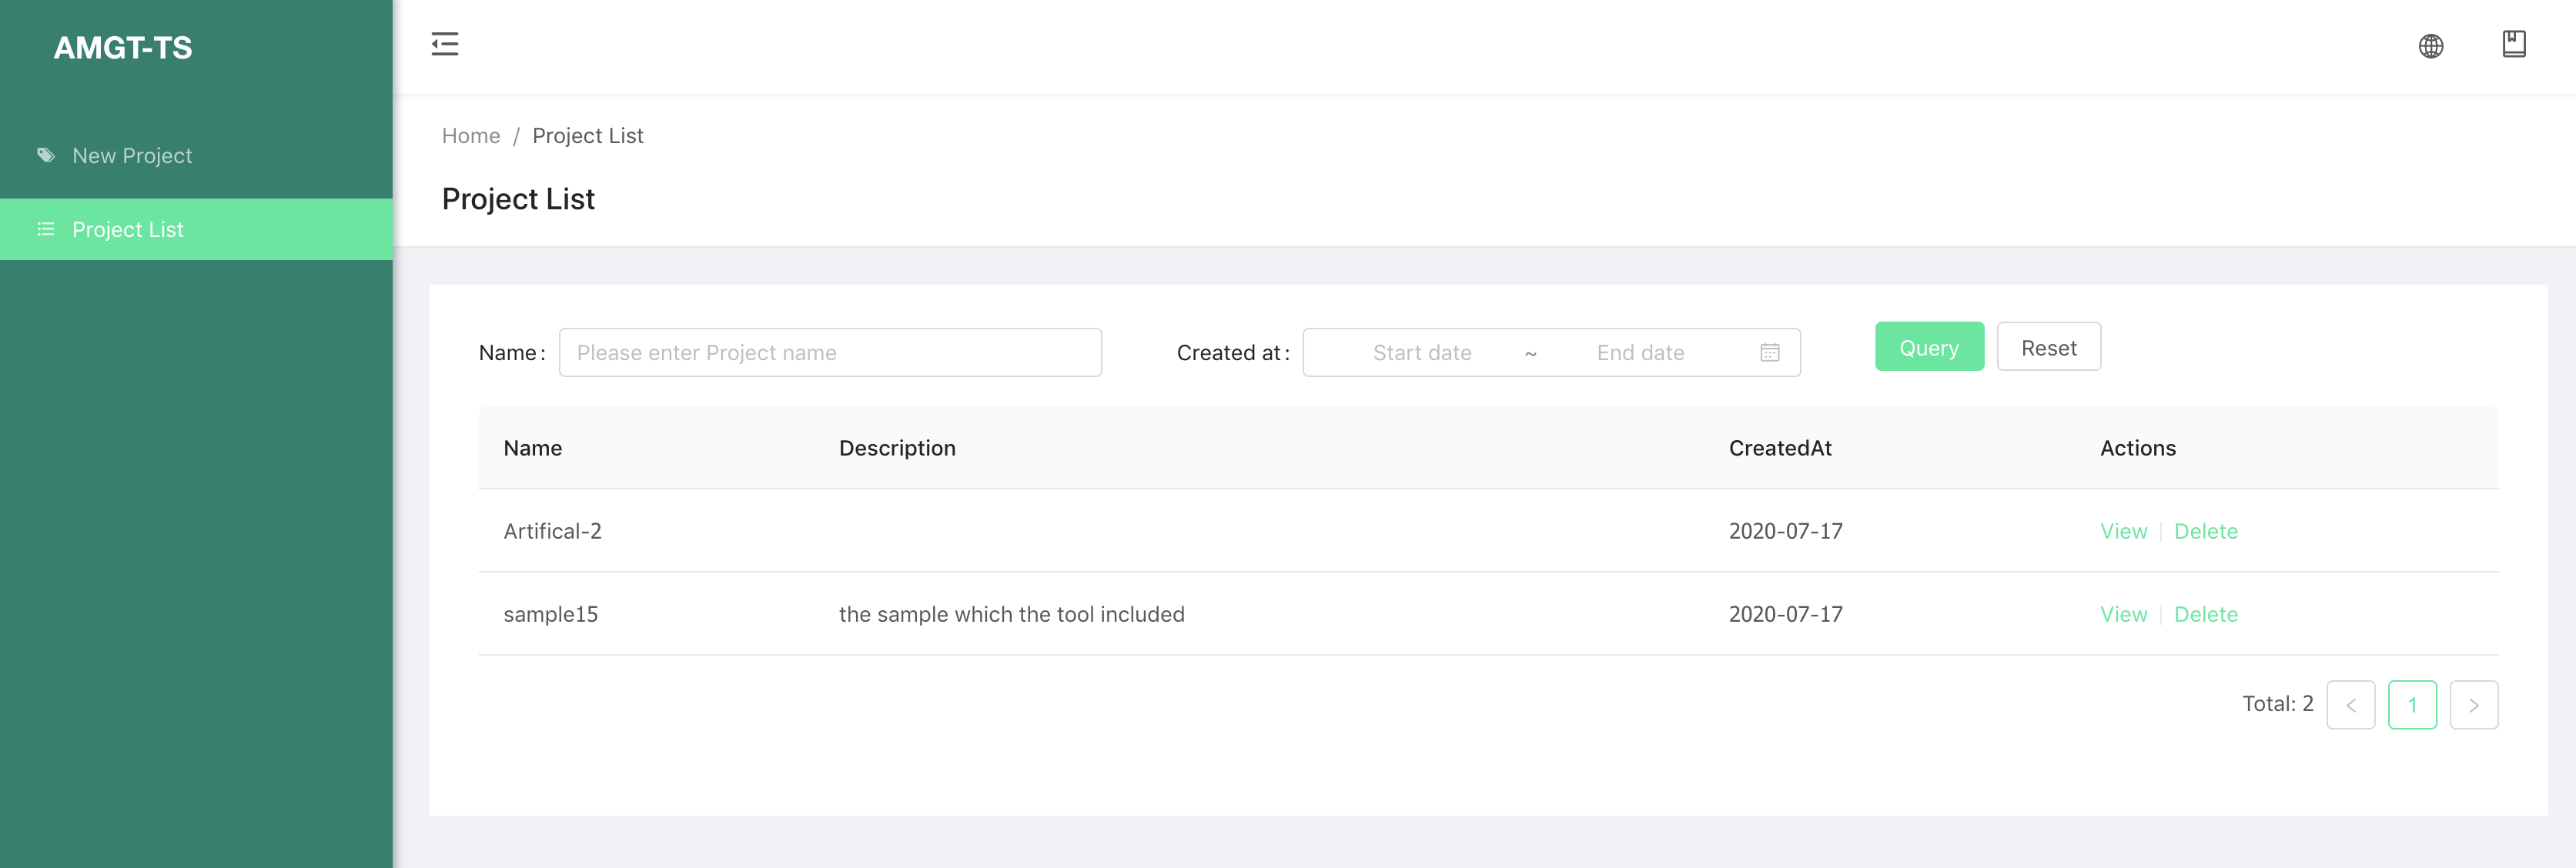 AMGT-TS
New Project
Project List
Home / Project List
Project List
Name: Please enter Project name Created at: Start date ~ End date Query Reset
Name Description CreatedAt Actions
Artifical-2 2020-07-17 View Delete
sample15 the sample which the tool included 2020-07-17 View Delete
Total: 2 < 1 >